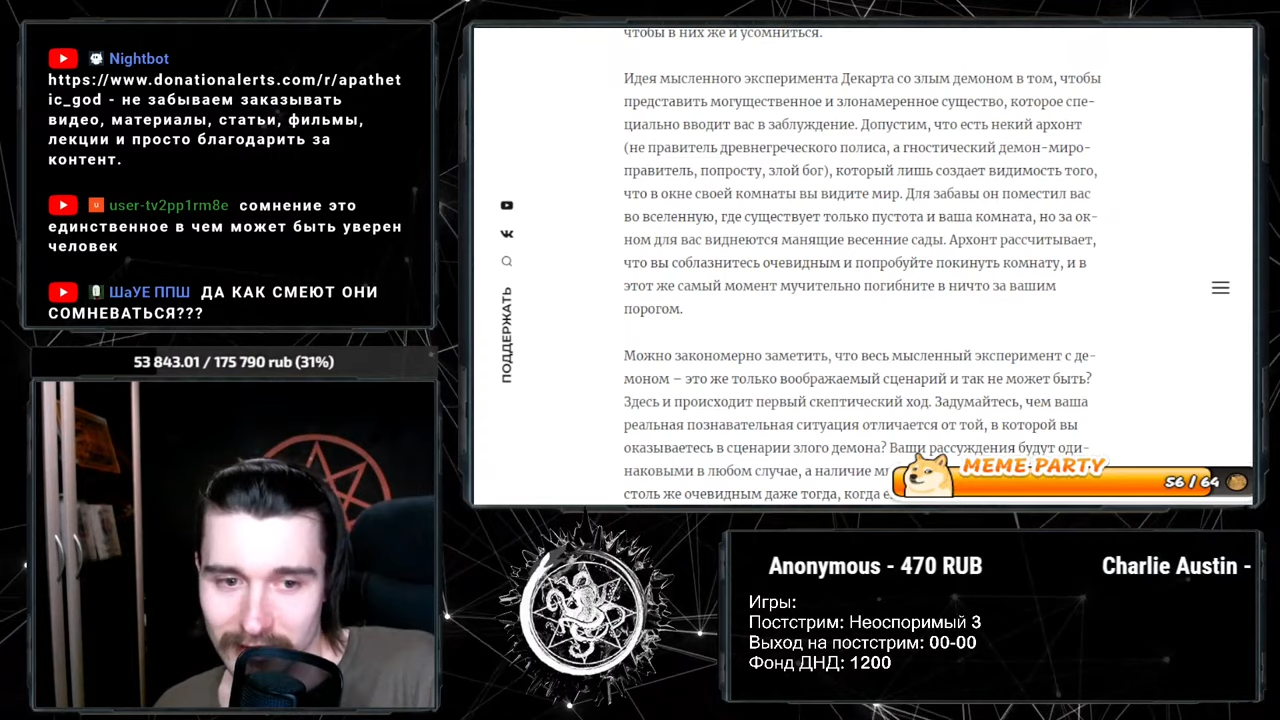 Nightbot
https://www.donationalerts.com/r/apathet
ic_god - не забываем заказывать
видео, материалы, статьи, фильмы,
лекции и просто благодарить за
контент.
user-tv2pp1rm8e сомнение это
единственное в чем может быть уверен
человек
ШаУЕ ППШ ДА КАК СМЕЮТ ОНИ
СОМНЕВАТЬСЯ???
53 843.01 / 175 790 rub (31%)
чтобы в них же и усомниться.
Идея мысленного эксперимента Декарта со злым демоном в том, чтобы
представить могущественное и злонамеренное существо, которое спе-
циально вводит вас в заблуждение. Допустим, что есть некий архонт
(не правитель древнегреческого полиса, а гностический демон-миро-
правитель, попросту, злой бог), который лишь создает видимость того,
что в окне своей комнаты вы видите мир. Для забавы он поместил вас
во вселенную, где существует только пустота и ваша комната, но за ок-
ном для вас виднеются манящие весенние сады. Архонт рассчитывает,
что вы соблазнитесь очевидным и попробуйте покинуть комнату, и в
этот же самый момент мучительно погибните в ничто за вашим
порогом.
Можно закономерно заметить, что весь мысленный эксперимент с де-
моном – это же только воображаемый сценарий и так не может быть?
Здесь и происходит первый скептический ход. Задумайтесь, чем ваша
реальная познавательная ситуация отличается от той, в которой вы
оказываетесь в сценарии злого демона? Ваши рассуждения будут оди-
наковыми в любом случае, а наличие
столь же очевидным даже тогда, когда
ПОДДЕРЖАТЬ
MEME PARTY
56 / 64
Anonymous - 470 RUB
Charlie Austin -
Игры:
Постстрим: Неоспоримый 3
Выход на постстрим: 00-00
Фонд ДНД: 1200